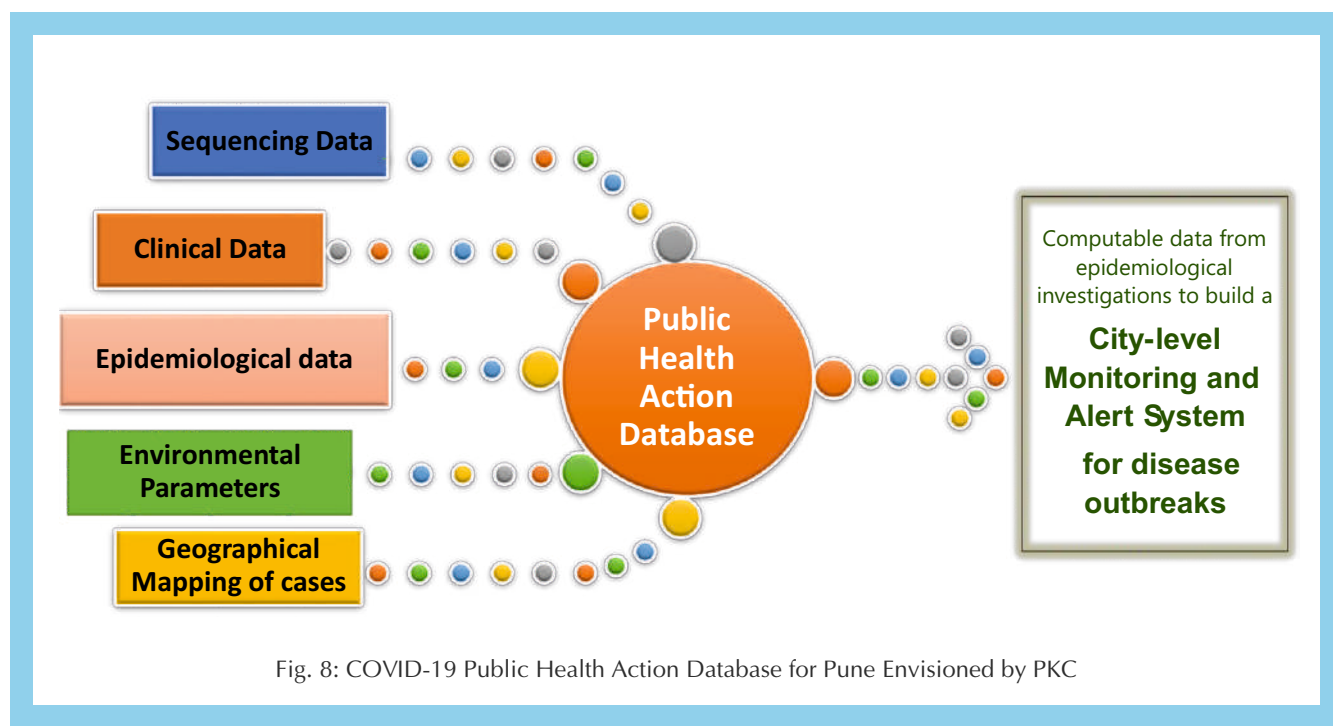 Sequencing Data
Clinical Data
Epidemiological data
Environmental
Parameters
Geographical
Mapping of cases
Public
Health
Action
Database
Computable data from
epidemiological
investigations to build a
City-level
Monitoring and
Alert System
for disease
outbreaks
Fig. 8: COVID-19 Public Health Action Database for Pune Envisioned by PKC